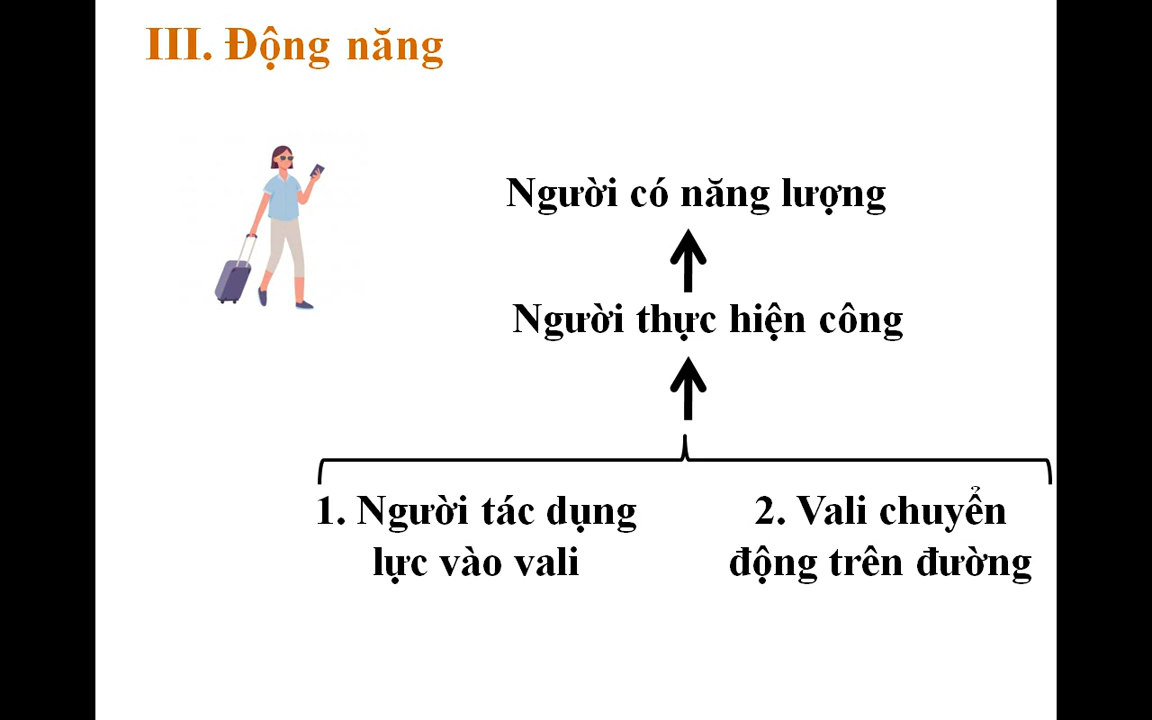 III. Động năng
Người có năng lượng
Người thực hiện công
1. Người tác dụng
lực vào vali
2. Vali chuyển
động trên đường